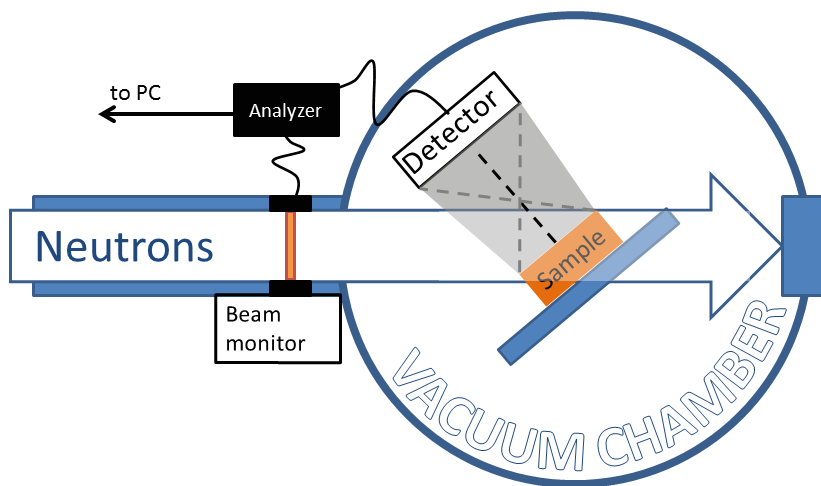 to PC
Analyzer
Detector
Neutrons
Sample
Beam
monitor
VACUUM CHAMBER